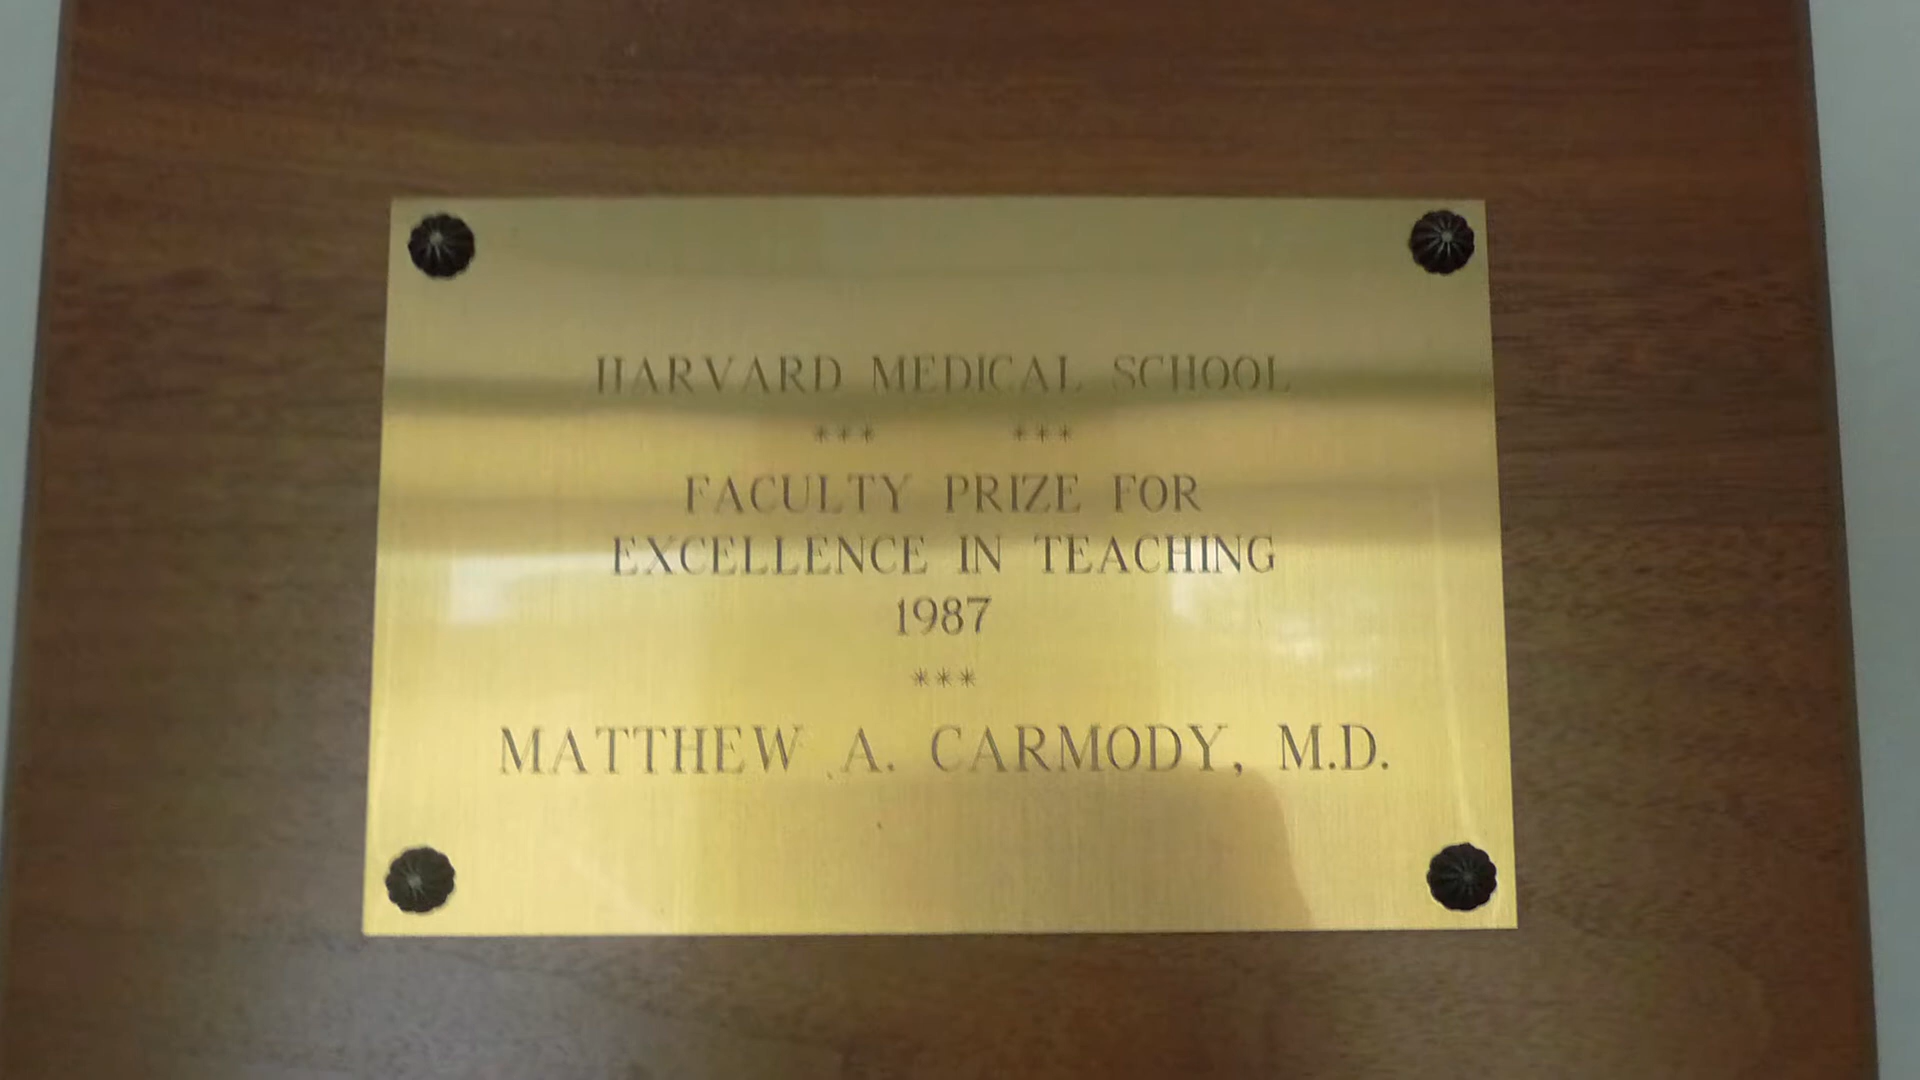 HARVARD MEDICAL SCHOOL
*** ***
FACULTY PRIZE FOR
EXCELLENCE IN TEACHING
1987
***
MATTHEW A. CARMODY, M.D.